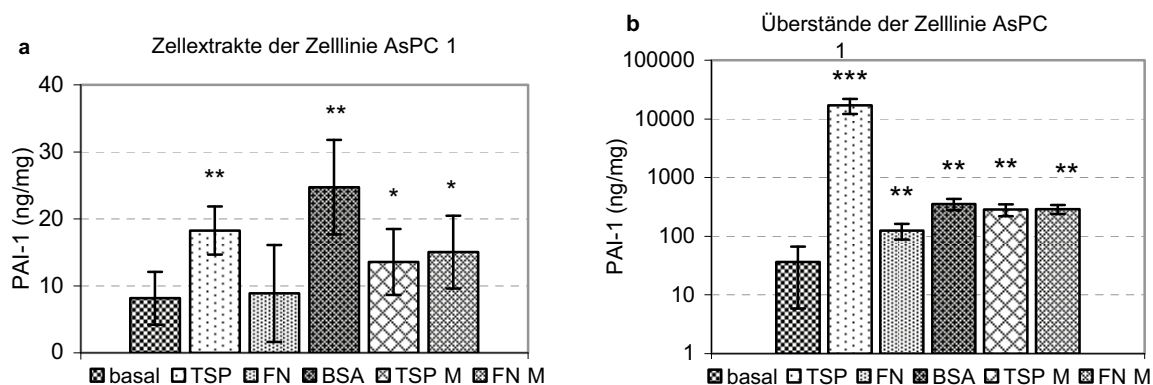 a
Zellextrakte der Zelllinie AsPC 1
PAI-1 (ng/mg)
40
30
20
10
0
**
**
*
*
basal TSP FN BSA TSP M FN M
b
Überstände der Zelllinie AsPC
1
PAI-1 (ng/mg)
100000
10000
1000
100
10
1
***
**
**
**
**
basal TSP FN BSA TSP M FN M